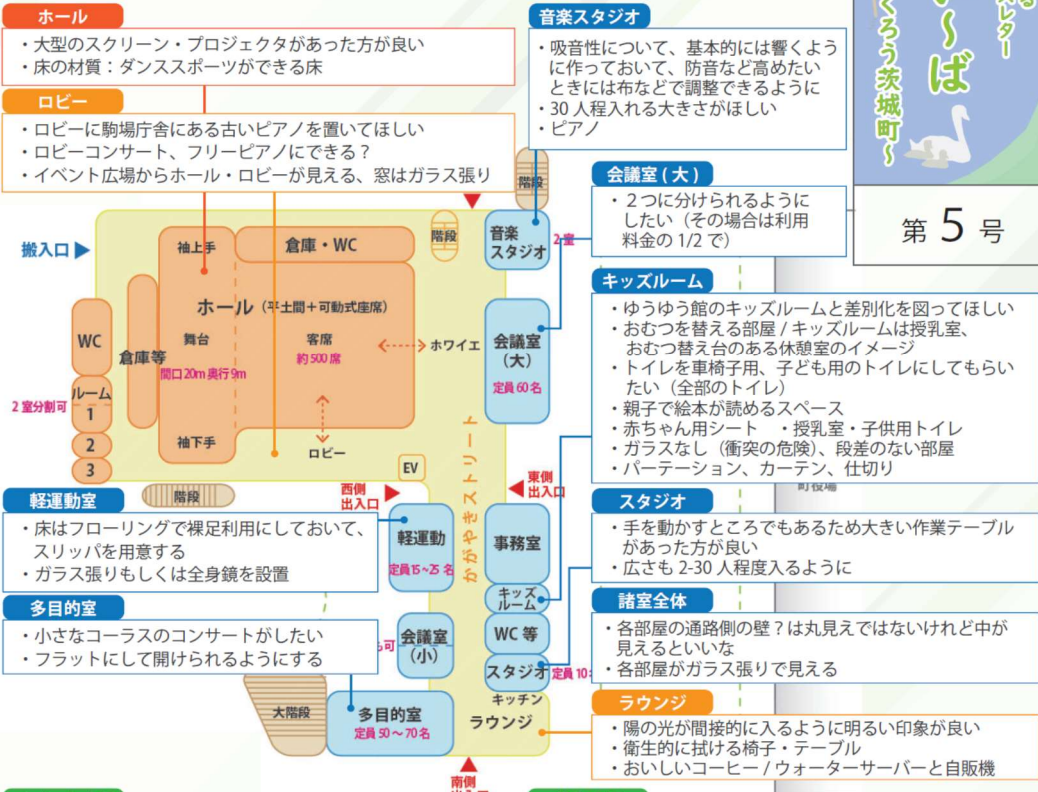 ホール
・大型のスクリーン・プロジェクタがあった方が良い
・床の材質：ダンススポーツができる床
ロビー
・ロビーに駒場庁舎にある古いピアノを置いてほしい
・ロビーコンサート、フリーピアノにできる？
・イベント広場からホール・ロビーが見える、窓はガラス張り
音楽スタジオ
・吸音性について、基本的には響くよう
に作っておいて、防音など高めたい
ときには布などで調整できるように
・30 人程入れる大きさがほしい
・ピアノ
スレター
い～ば
くろう茨城町～
第 5 号
会議室 ( 大 )
・２つに分けられるように
したい（その場合は利用
料金の 1/2 で）
キッズルーム
・ゆうゆう館のキッズルームと差別化を図ってほしい
・おむつを替える部屋 / キッズルームは授乳室、
おむつ替え台のある休憩室のイメージ
・トイレを車椅子用、子ども用のトイレにしてもらい
たい（全部のトイレ）
・親子で絵本が読めるスペース
・赤ちゃん用シート　・授乳室・子供用トイレ
・ガラスなし（衝突の危険）、段差のない部屋
・パーテーション、カーテン、仕切り
町役場
スタジオ
・手を動かすところでもあるため大きい作業テーブル
があった方が良い
・広さも 2-30 人程度入るように
諸室全体
・各部屋の通路側の壁？は丸見えではないけれど中が
見えるといいな
・各部屋がガラス張りで見える
ラウンジ
・陽の光が間接的に入るように明るい印象が良い
・衛生的に拭ける椅子・テーブル
・おいしいコーヒー / ウォーターサーバーと自販機
軽運動室
・床はフローリングで裸足利用にしておいて、
スリッパを用意する
・ガラス張りもしくは全身鏡を設置
多目的室
・小さなコーラスのコンサートがしたい
・フラットにして開けられるようにする
搬入口
袖上手
倉庫・WC
階段
階段
音楽
スタジオ
2室
ホール（平土間＋可動式座席）
WC
倉庫等
舞台
間口20m 奥行9m
客席
約500 席
ホワイエ
会議室
（大）
定員60名
2 室分割可
ルーム
1
2
3
袖下手
ロビー
EV
階段
西側
出入口
東側
出入口
かがやきストリート
軽運動
定員15~25 名
事務室
キッズ
ルーム
WC 等
会議室
（小）
も可
スタジオ
定員 10
キッチン
ラウンジ
大階段
多目的室
定員 50 ～ 70 名
南側